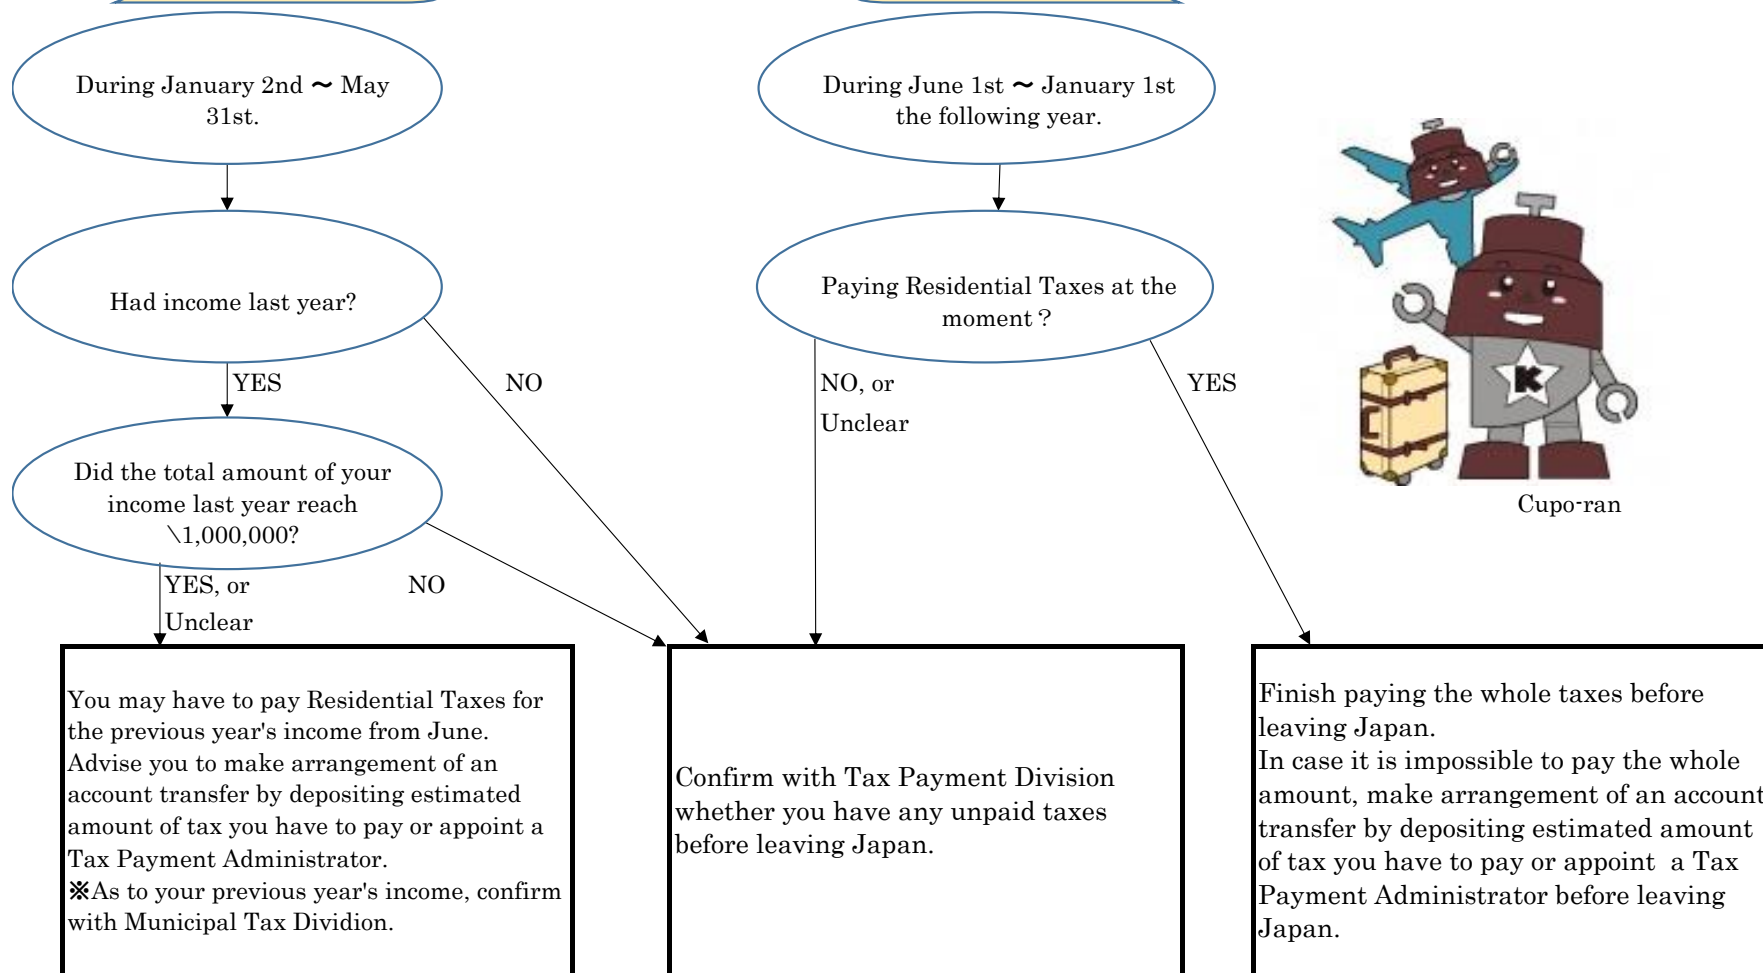 During January 2nd ～ May
31st.
During June 1st ～ January 1st
the following year.
Had income last year?
Paying Residential Taxes at the
moment？
YES
NO
NO, or
Unclear
YES
Did the total amount of your
income last year reach
\1,000,000?
Cupo-ran
YES, or
Unclear
NO
You may have to pay Residential Taxes for
the previous year's income from June.
Advise you to make arrangement of an
account transfer by depositing estimated
amount of tax you have to pay or appoint a
Tax Payment Administrator.
※As to your previous year's income, confirm
with Municipal Tax Dividion.
Confirm with Tax Payment Division
whether you have any unpaid taxes
before leaving Japan.
Finish paying the whole taxes before
leaving Japan.
In case it is impossible to pay the whole
amount, make arrangement of an account
transfer by depositing estimated amount
of tax you have to pay or appoint  a Tax
Payment Administrator before leaving
Japan.
K